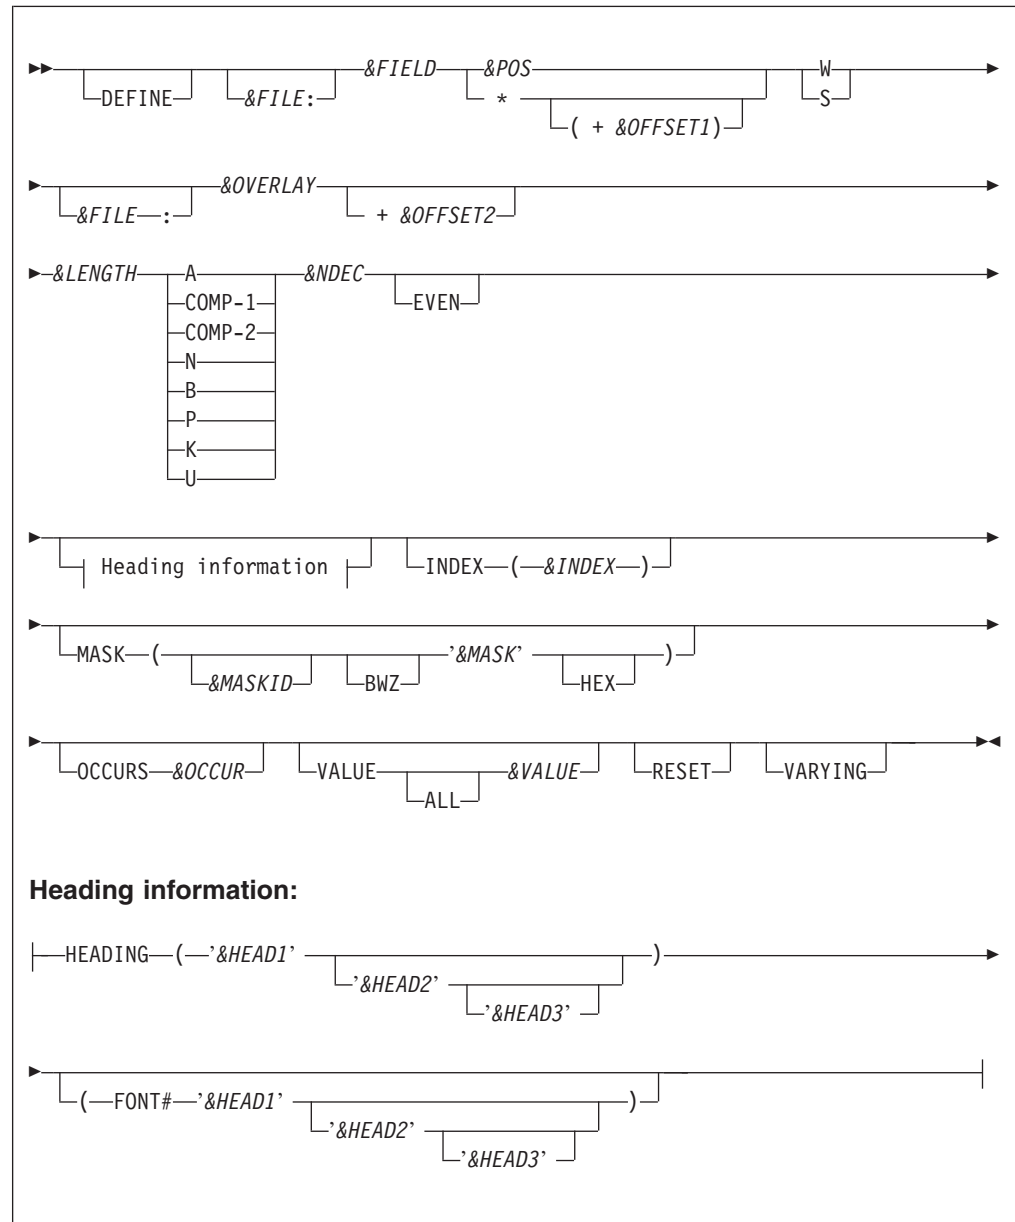 &FIELD &POS W
DEFINE &FILE: * S
( + &OFFSET1)
&OVERLAY
&FILE : + &OFFSET2
&LENGTH A &NDEC
COMP-1 EVEN
COMP-2
N
B
P
K
U
Heading information INDEX ( &INDEX )
MASK ( '&MASK' )
&MASKID BWZ HEX
OCCURS &OCCUR VALUE &VALUE RESET VARYING
ALL
Heading information:
HEADING ( '&HEAD1' )
'&HEAD2'
'&HEAD3'
( FONT# '&HEAD1' )
'&HEAD2'
'&HEAD3'